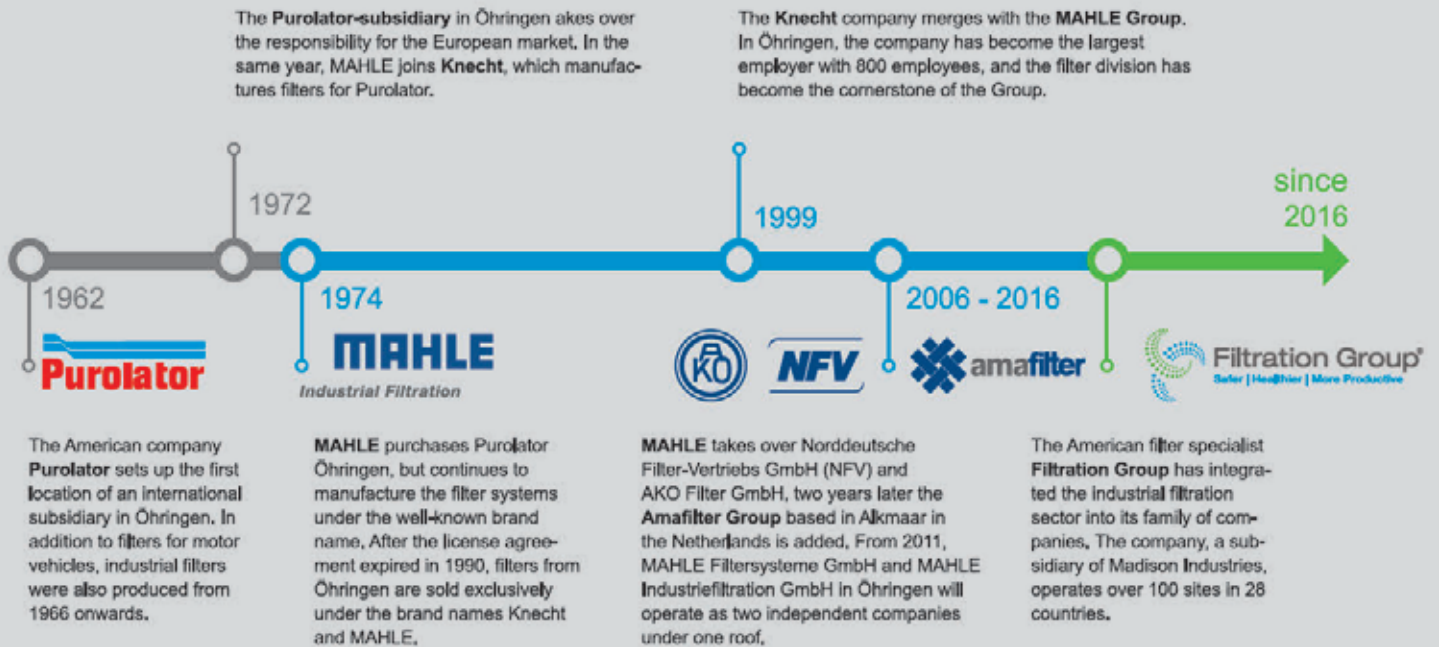 The Purolator-subsidiary in Öhringen akes over
the responsibility for the European market. In the
same year, MAHLE joins Knecht, which manufac-
tures filters for Purolator.
The Knecht company merges with the MAHLE Group.
In Öhringen, the company has become the largest
employer with 800 employees, and the filter division has
become the cornerstone of the Group.
1972
1999
since
2016
1962
1974
2006 - 2016
Purolator
MAHLE
Industrial Filtration
KO
NFV
amafilter
Filtration Group®
Safer | Healthier | More Productive
The American company
Purolator sets up the first
location of an international
subsidiary in Öhringen. In
addition to filters for motor
vehicles, industrial filters
were also produced from
1966 onwards.
MAHLE purchases Purolator
Öhringen, but continues to
manufacture the filter systems
under the well-known brand
name. After the license agree-
ment expired in 1990, filters from
Öhringen are sold exclusively
under the brand names Knecht
and MAHLE.
MAHLE takes over Norddeutsche
Filter-Vertriebs GmbH (NFV) and
AKO Filter GmbH, two years later the
Amafilter Group based in Alkmaar in
the Netherlands is added. From 2011,
MAHLE Filtersysteme GmbH and MAHLE
Industriefiltration GmbH in Öhringen will
operate as two independent companies
under one roof.
The American filter specialist
Filtration Group has integra-
ted the industrial filtration
sector into its family of com-
panies. The company, a sub-
sidiary of Madison Industries,
operates over 100 sites in 28
countries.